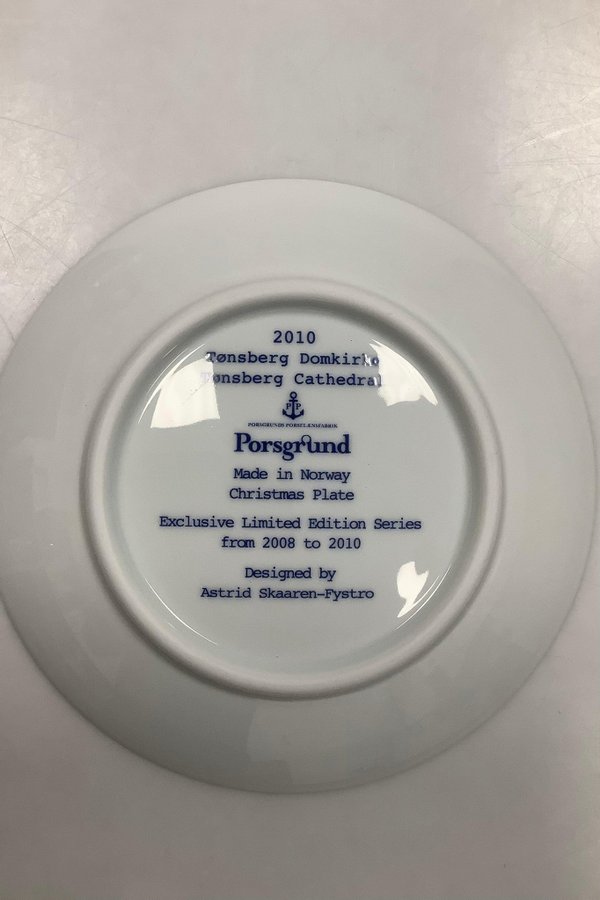 2010
Tønsberg Domkirke
Tønsberg Cathedral
P P
PORSGRUNDS PORSELÆNSFABRIK
Porsgrund
Made in Norway
Christmas Plate
Exclusive Limited Edition Series
from 2008 to 2010
Designed by
Astrid Skaaren-Fystro